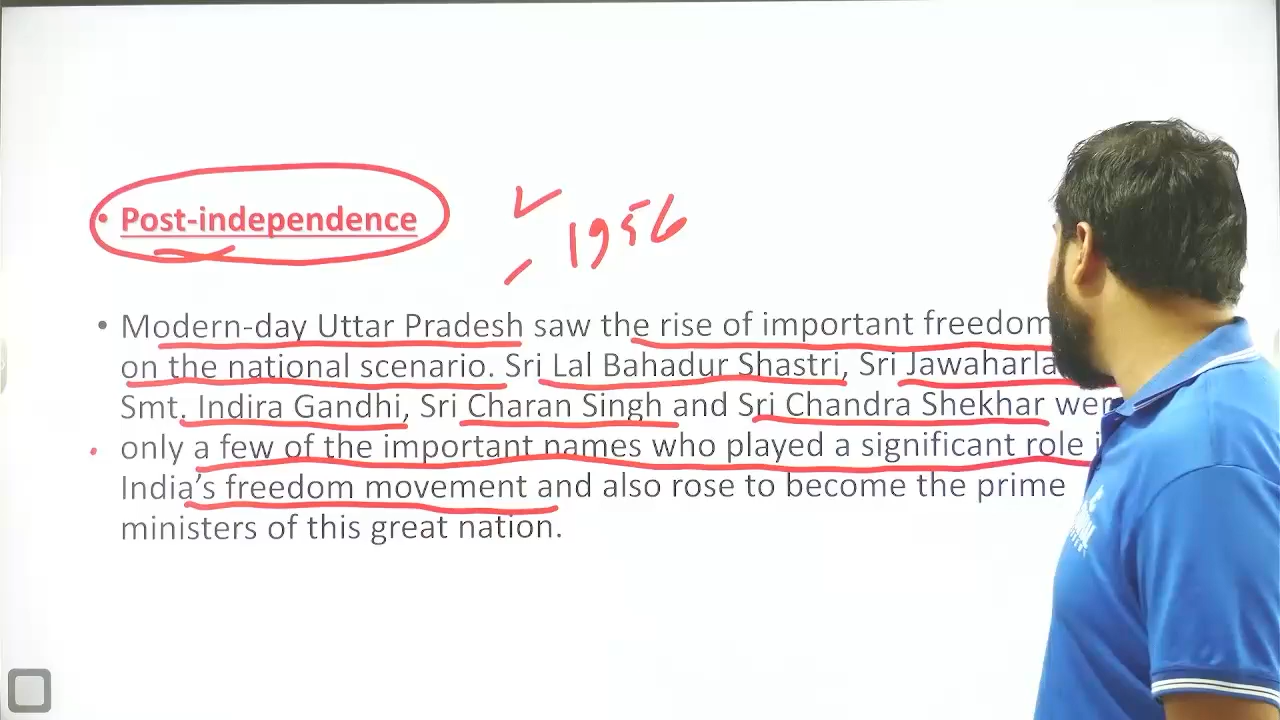 • Post-independence
1956
• Modern-day Uttar Pradesh saw the rise of important freedom
on the national scenario. Sri Lal Bahadur Shastri, Sri Jawaharla
Smt. Indira Gandhi, Sri Charan Singh and Sri Chandra Shekhar wer
only a few of the important names who played a significant role i
India's freedom movement and also rose to become the prime
ministers of this great nation.